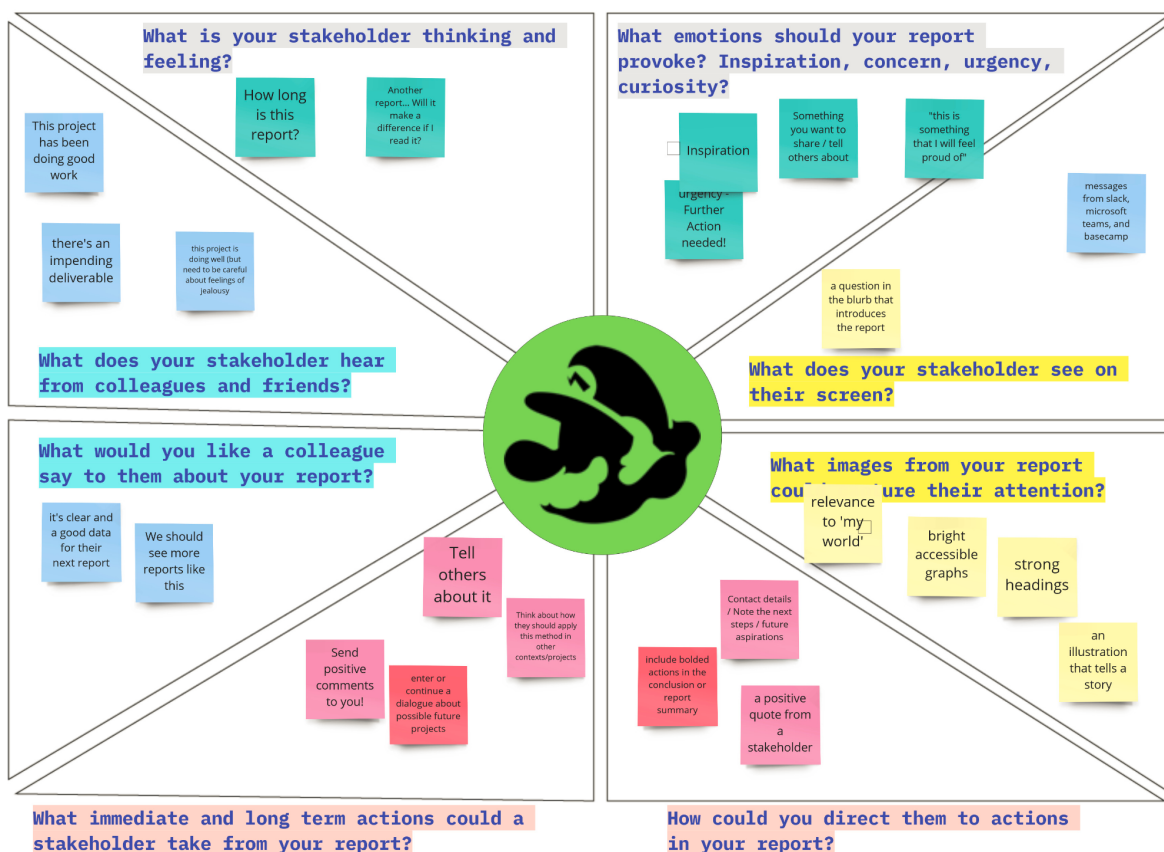 What is your stakeholder thinking and
feeling?
How long
is this
report?
Another
report... Will it
make a
difference if I
read it?
This project
has been
doing good
work
there's an
impending
deliverable
this project is
doing well (but
need to be careful
about feelings of
jealousy
What does your stakeholder hear
from colleagues and friends?
What emotions should your report
provoke? Inspiration, concern, urgency,
curiosity?
Inspiration
urgency -
Further
Action
needed!
Something
you want to
share / tell
others about
"this is
something
that I will feel
proud of"
messages
from slack,
microsoft
teams, and
basecamp
a question in
the blurb that
introduces
the report
What does your stakeholder see on
their screen?
What would you like a colleague
say to them about your report?
it's clear and
a good data
for their
next report
We should
see more
reports like
this
Tell
others
about it
Think about how
they should apply
this method in
other
contexts/projects
Send
positive
comments
to you!
enter or
continue a
dialogue about
possible future
projects
What immediate and long term actions could a
stakeholder take from your report?
What images from your report
their attention?
relevance
to 'my
world'
bright
accessible
graphs
strong
headings
an
illustration
that tells a
story
Contact details
/ Note the next
steps / future
aspirations
include bolded
actions in the
conclusion or
report
summary
a positive
quote from
a
stakeholder
How could you direct them to actions
in your report?